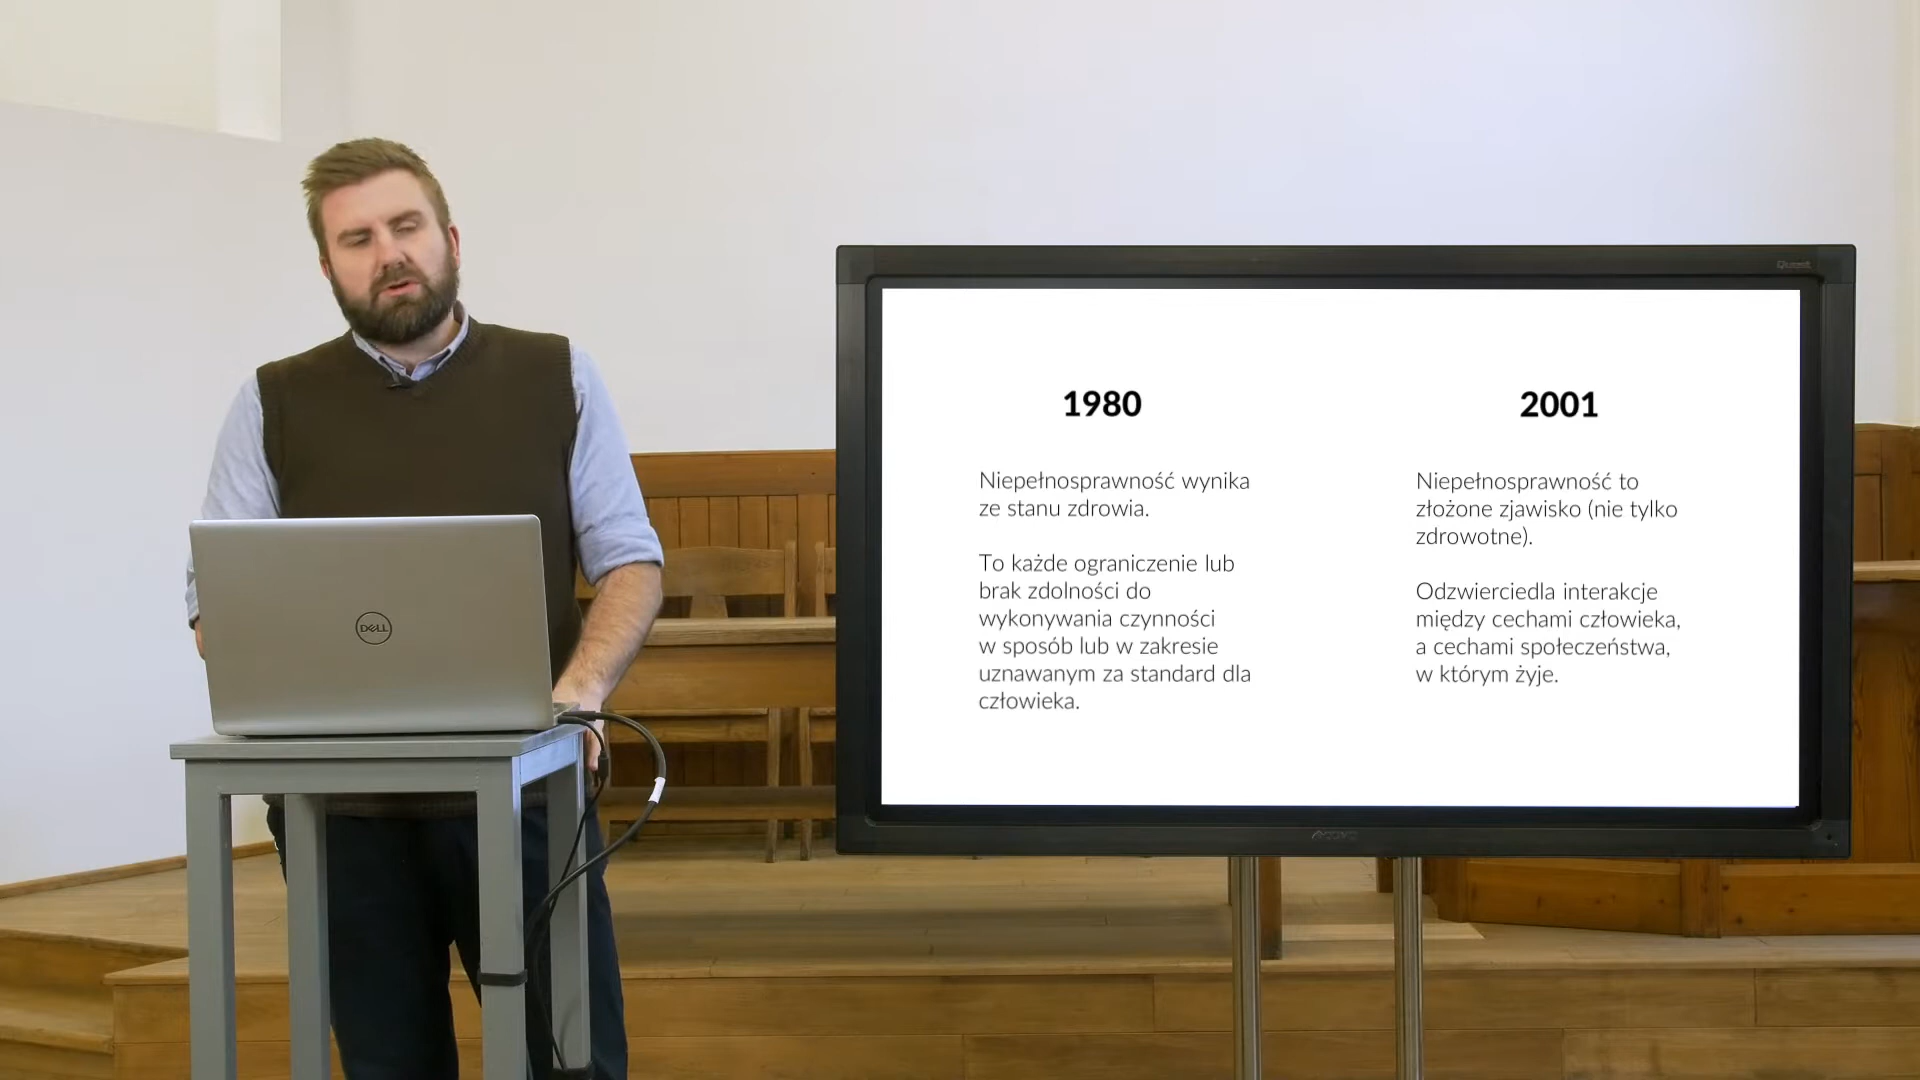 1980
Niepełnosprawność wynika
ze stanu zdrowia.
To każde ograniczenie lub
brak zdolności do
wykonywania czynności
w sposób lub w zakresie
uznawanym za standard dla
człowieka.
2001
Niepełnosprawność to
złożone zjawisko (nie tylko
zdrowotne).
Odzwierciedla interakcje
między cechami człowieka,
a cechami społeczeństwa,
w którym żyje.
DELL